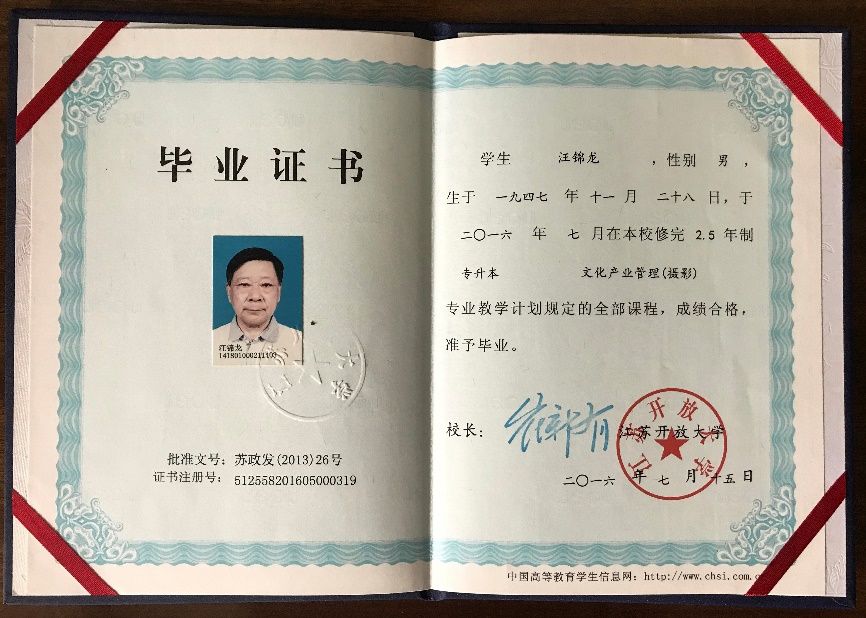 毕业证书
汪锦龙
批准文号：苏政发(2013)26号
证书注册号：512558201605000319
学生 汪锦龙 ，性别 男 ，
生于 一九四七 年 十一 月 二十八 日，于
二〇一六 年 七 月在本校修完 2.5 年制
专升本 文化产业管理(摄影)
专业教学计划规定的全部课程，成绩合格，
准予毕业。
校长： 江苏开放大学
江苏开放大学
二〇一六 年 七 月 十五 日
中国高等教育学生信息网：http://www.chsi.com.c